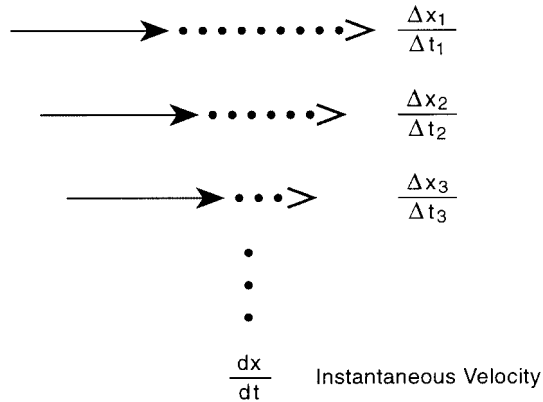 Δx₁
Δt₁
Δx₂
Δt₂
Δx₃
Δt₃
dx
dt
Instantaneous Velocity